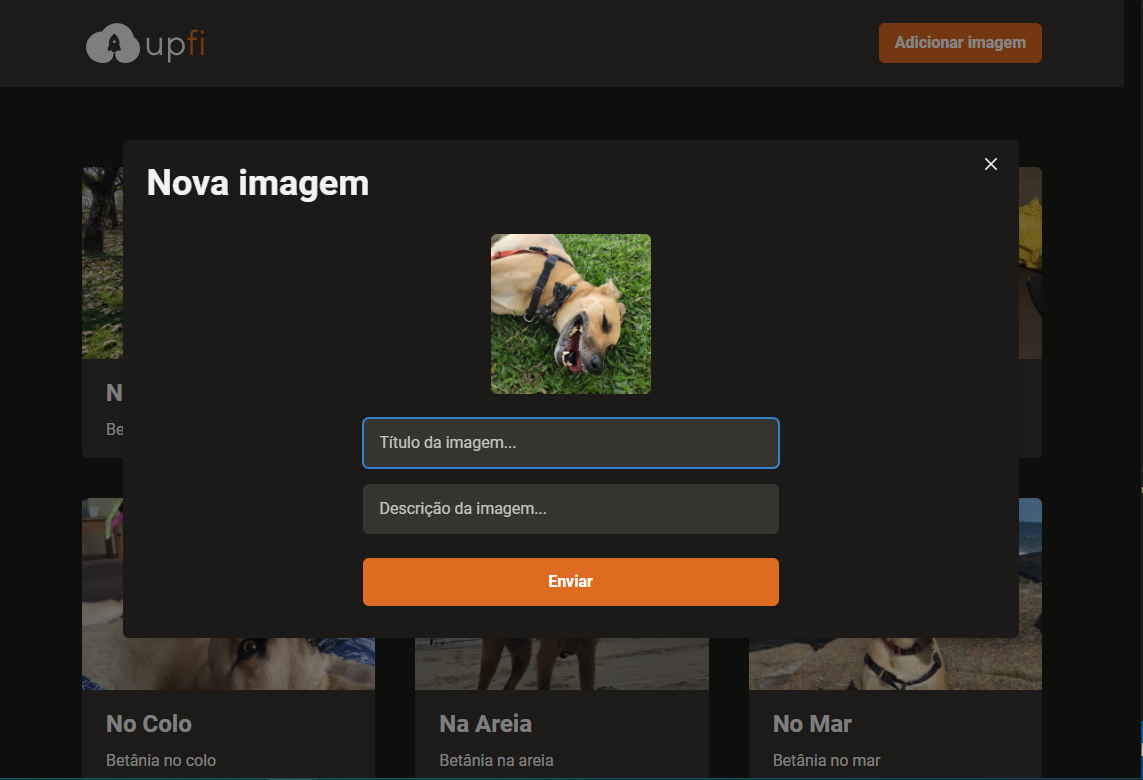 upfi
Adicionar imagem
Nova imagem
Título da imagem...
Descrição da imagem...
Enviar
N
Be
No Colo
Betânia no colo
Na Areia
Betânia na areia
No Mar
Betânia no mar